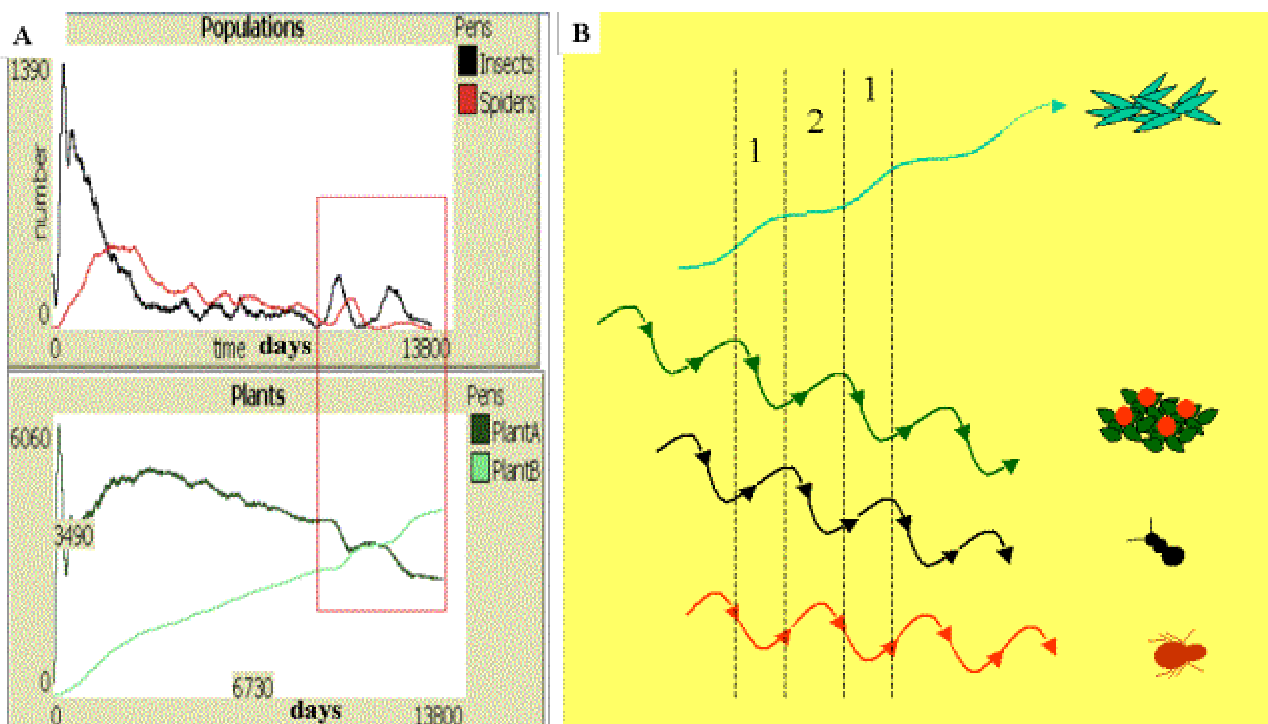 A
Populations
Pens
1390
Insects
Spiders
number
0
0
time
days
13800
Plants
Pens
6060
PlantA
PlantB
3490
0
6730
0
days
13800
B
1
2
1